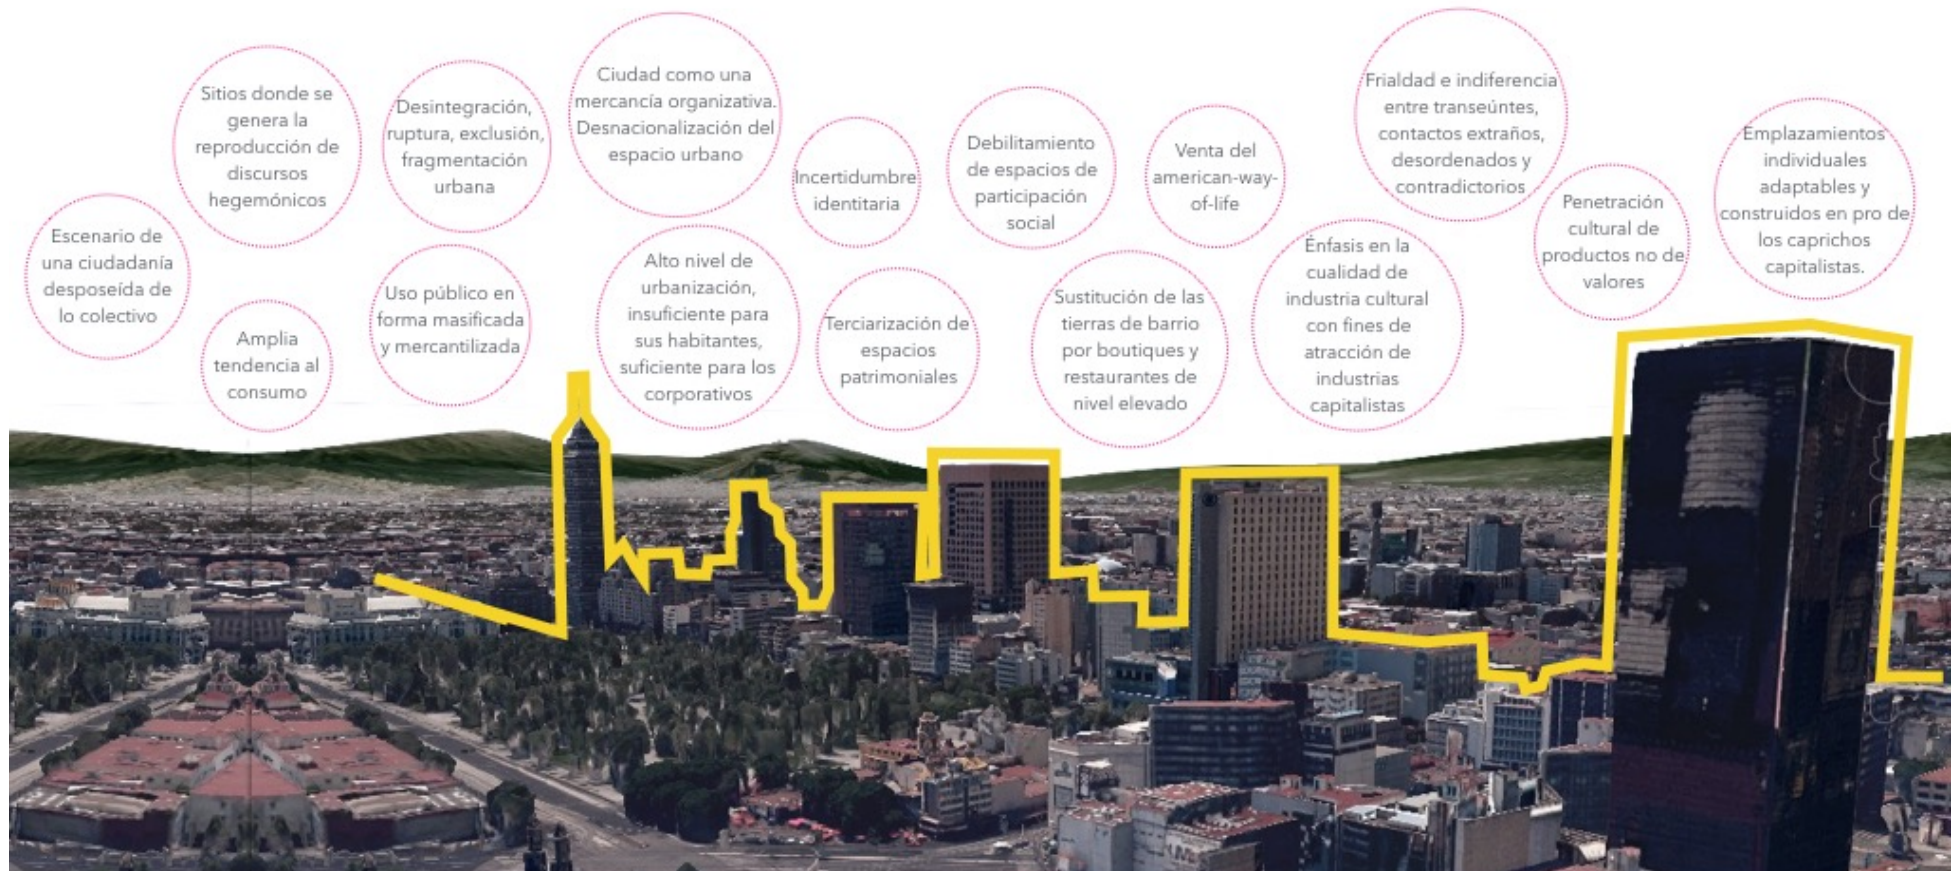 Escenario de
una ciudadanía
desposeída de
lo colectivo
Sitios donde se
genera la
reproducción de
discursos
hegemónicos
Amplia
tendencia al
consumo
Desintegración,
ruptura, exclusión,
fragmentación
urbana
Uso público en
forma masificada
y mercantilizada
Ciudad como una
mercancía organizativa.
Desnacionalización del
espacio urbano
Alto nivel de
urbanización,
insuficiente para
sus habitantes,
suficiente para los
corporativos
Incertidumbre
identitaria
Terciarización de
espacios
patrimoniales
Debilitamiento
de espacios de
participación
social
Sustitución de las
tierras de barrio
por boutiques y
restaurantes de
nivel elevado
Venta del
american-way-
of-life
Énfasis en la
cualidad de
industria cultural
con fines de
atracción de
industrias
capitalistas
Frialdad e indiferencia
entre transeúntes,
contactos extraños,
desordenados y
contradictorios
Penetración
cultural de
productos no de
valores
Emplazamientos
individuales
adaptables y
construidos en pro de
los caprichos
capitalistas.